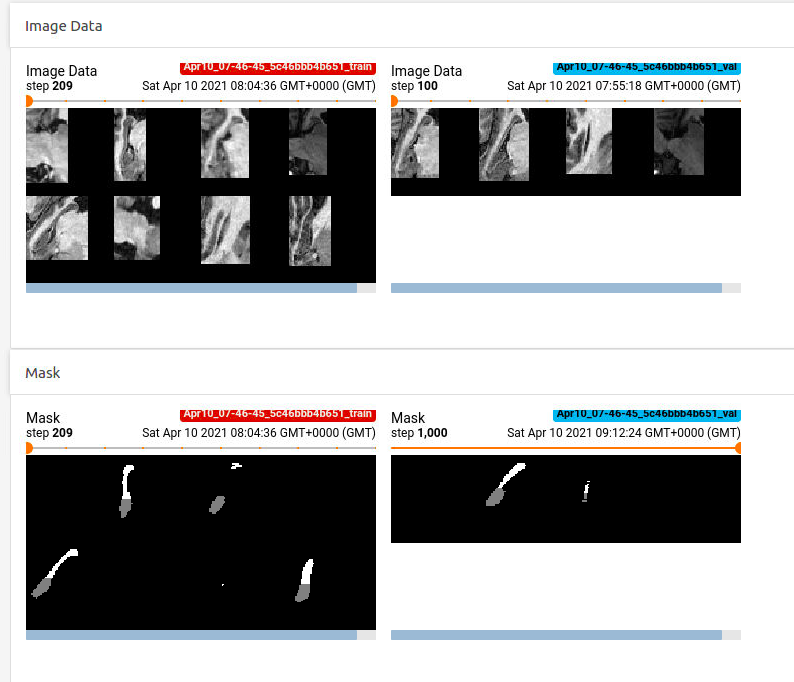 Image Data
Image Data
Apr10_07-46-45_5c46bbb4b651_train
step 209
Sat Apr 10 2021 08:04:36 GMT+0000 (GMT)
Image Data
Apr10_07-46-45_5c46bbb4b651_val
step 100
Sat Apr 10 2021 07:55:18 GMT+0000 (GMT)
Mask
Mask
Apr10_07-46-45_5c46bbb4b651_train
step 209
Sat Apr 10 2021 08:04:36 GMT+0000 (GMT)
Mask
Apr10_07-46-45_5c46bbb4b651_val
step 1,000
Sat Apr 10 2021 09:12:24 GMT+0000 (GMT)